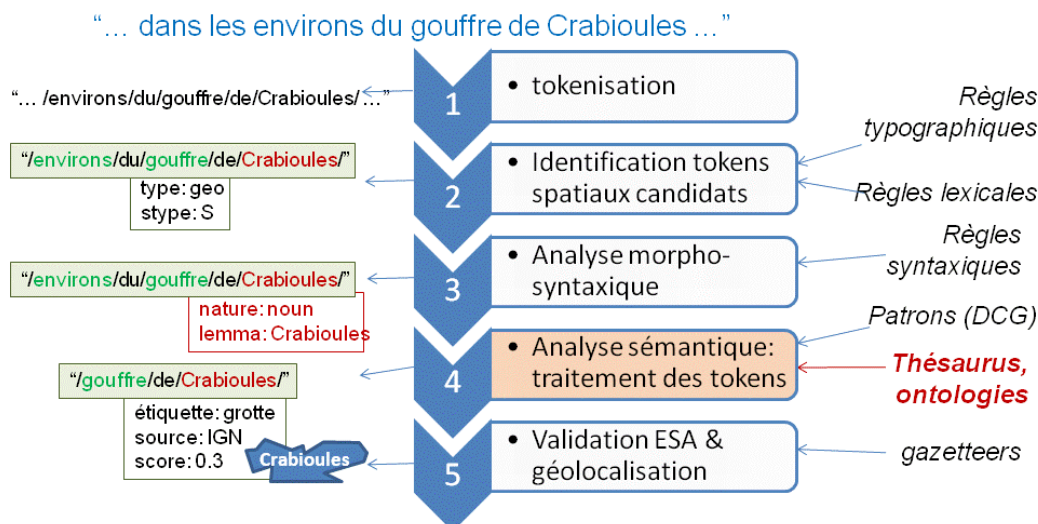 “... dans les environs du gouffre de Crabioules ...”
“... /environs/du/gouffre/de/Crabioules/ ...”
1
• tokenisation
Règles
typographiques
“/environs/du/gouffre/de/Crabioules/”
type: geo
stype: S
2
• Identification tokens
spatiaux candidats
Règles lexicales
“/environs/du/gouffre/de/Crabioules/”
nature: noun
lemma: Crabioules
3
• Analyse morpho-
syntaxique
Règles
syntaxiques
“/gouffre/de/Crabioules/”
4
• Analyse sémantique:
traitement des tokens
Patrons (DCG)
Thésaurus,
ontologies
étiquette: grotte
source: IGN
score: 0.3
Crabioules
5
• Validation ESA &
géolocalisation
gazetteers